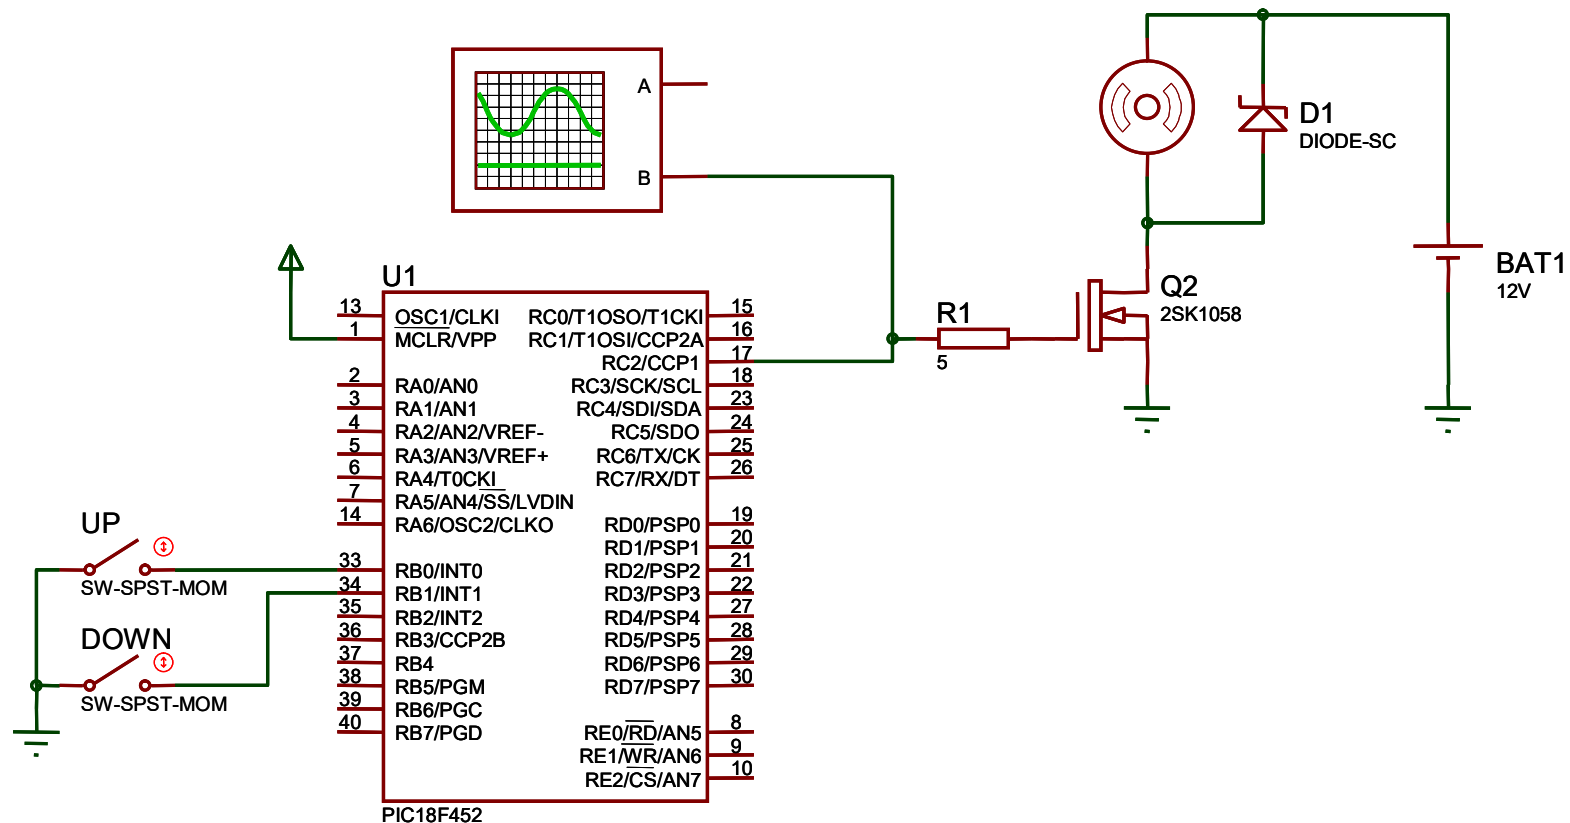 A
B
D1
DIODE-SC
BAT1
12V
Q2
2SK1058
R1
5
U1
13 OSC1/CLKI
1 MCLR/VPP
2 RA0/AN0
3 RA1/AN1
4 RA2/AN2/VREF-
5 RA3/AN3/VREF+
6 RA4/T0CKI
7 RA5/AN4/SS/LVDIN
14 RA6/OSC2/CLKO
33 RB0/INT0
34 RB1/INT1
35 RB2/INT2
36 RB3/CCP2B
37 RB4
38 RB5/PGM
39 RB6/PGC
40 RB7/PGD
RC0/T1OSO/T1CKI 15
RC1/T1OSI/CCP2A 16
RC2/CCP1 17
RC3/SCK/SCL 18
RC4/SDI/SDA 23
RC5/SDO 24
RC6/TX/CK 25
RC7/RX/DT 26
RD0/PSP0 19
RD1/PSP1 20
RD2/PSP2 21
RD3/PSP3 22
RD4/PSP4 27
RD5/PSP5 28
RD6/PSP6 29
RD7/PSP7 30
RE0/RD/AN5 8
RE1/WR/AN6 9
RE2/CS/AN7 10
PIC18F452
UP
SW-SPST-MOM
DOWN
SW-SPST-MOM